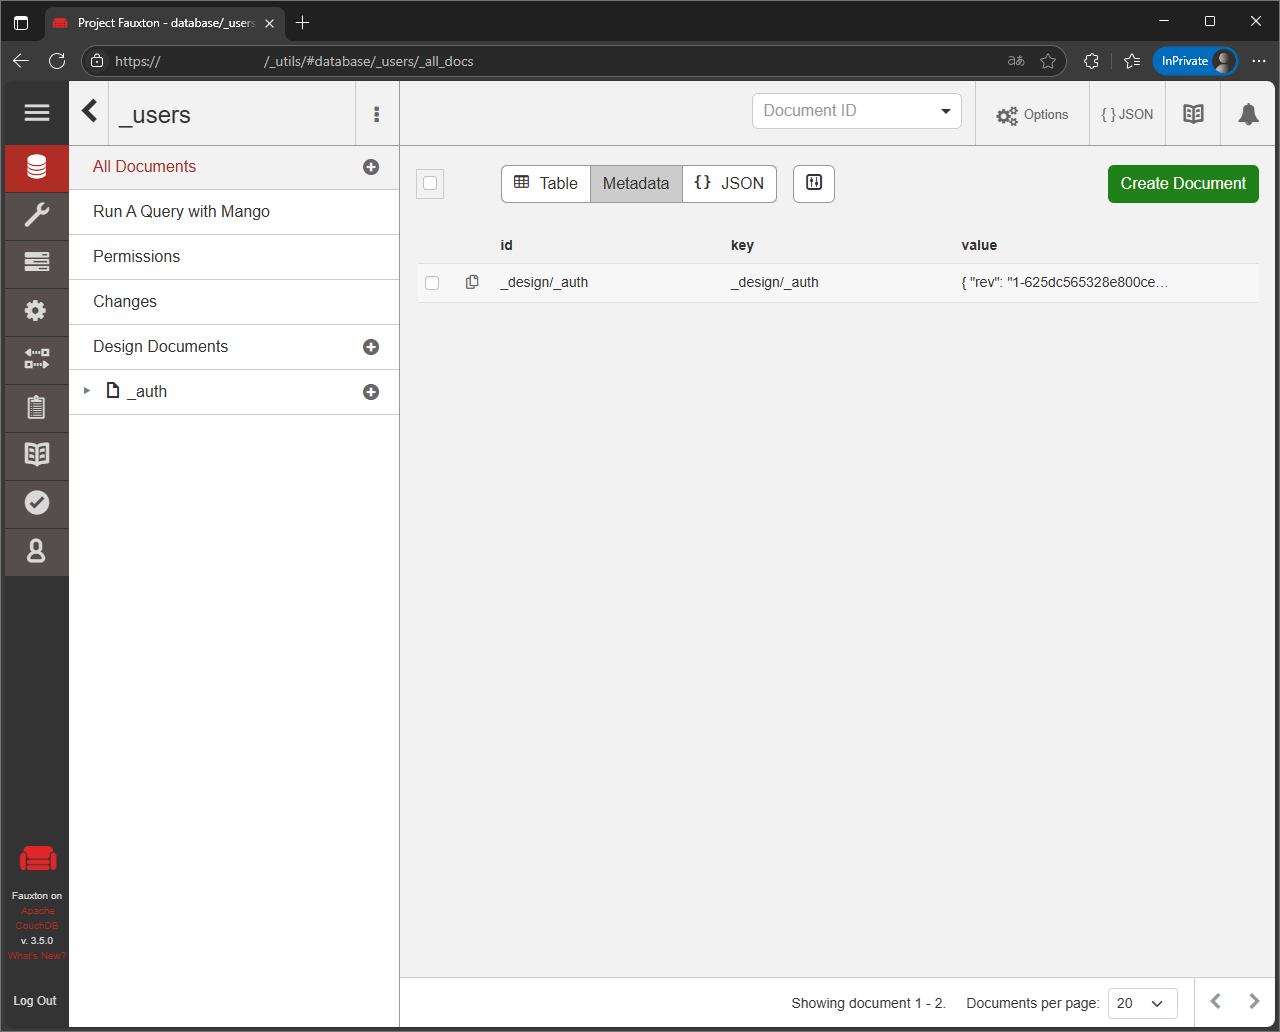 Project Fauxton - database/_users
https://
/_utils/#database/_users/_all_docs
InPrivate
_users
Document ID
Options
{ } JSON
All Documents
Run A Query with Mango
Permissions
Changes
Design Documents
_auth
Table
Metadata
{} JSON
Create Document
id key value
_design/_auth _design/_auth { "rev": "1-625dc565328e800ce...
Fauxton on
Apache
CouchDB
v. 3.5.0
What's New?
Log Out
Showing document 1 - 2. Documents per page: 20